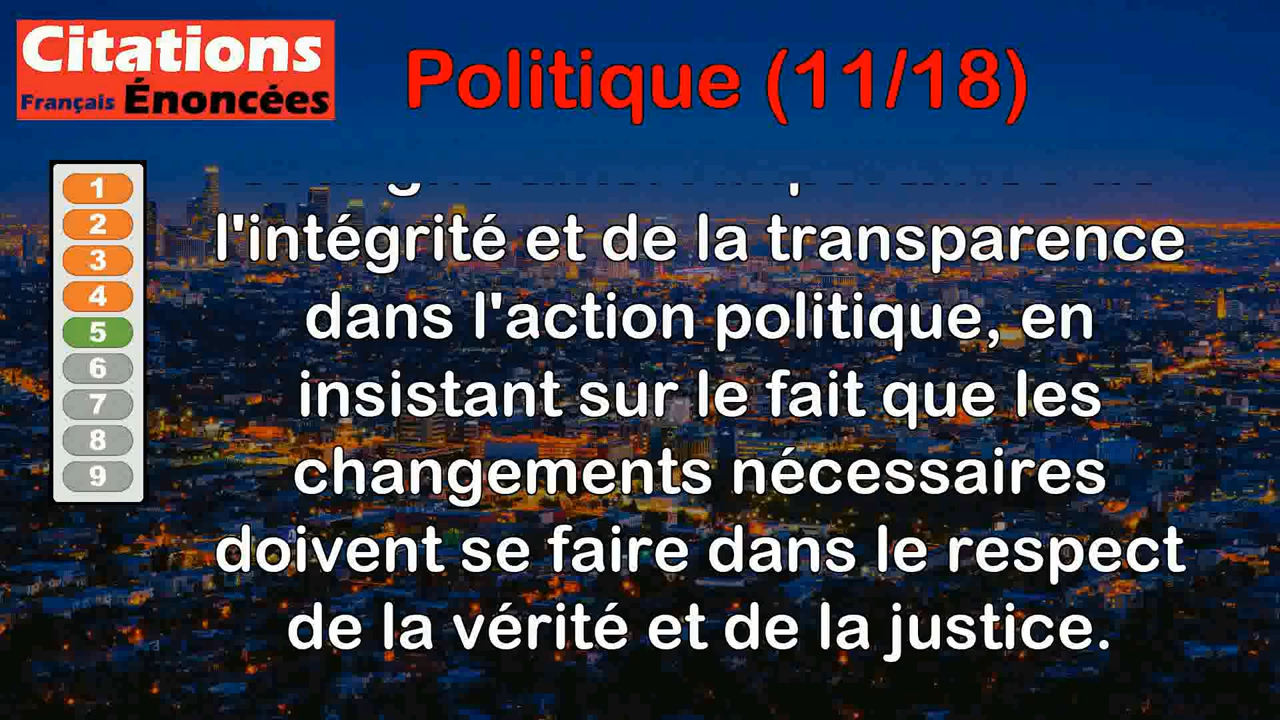 Citations
Français Énoncées
Politique (11/18)
1
2
3
4
5
6
7
8
9
l'intégrité et de la transparence
dans l'action politique, en
insistant sur le fait que les
changements nécessaires
doivent se faire dans le respect
de la vérité et de la justice.